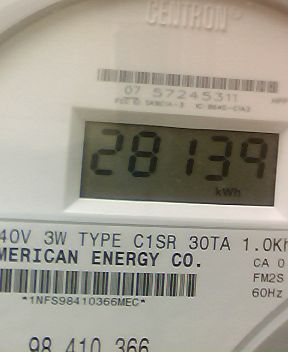 CENTRON®
07 57245311
28139
kWh
40V 3W TYPE C1SR 30TA 1.0Kh
MERICAN ENERGY CO.
CA 0
FM2S
60Hz
*1NFS98410366MEC*
98 410 366